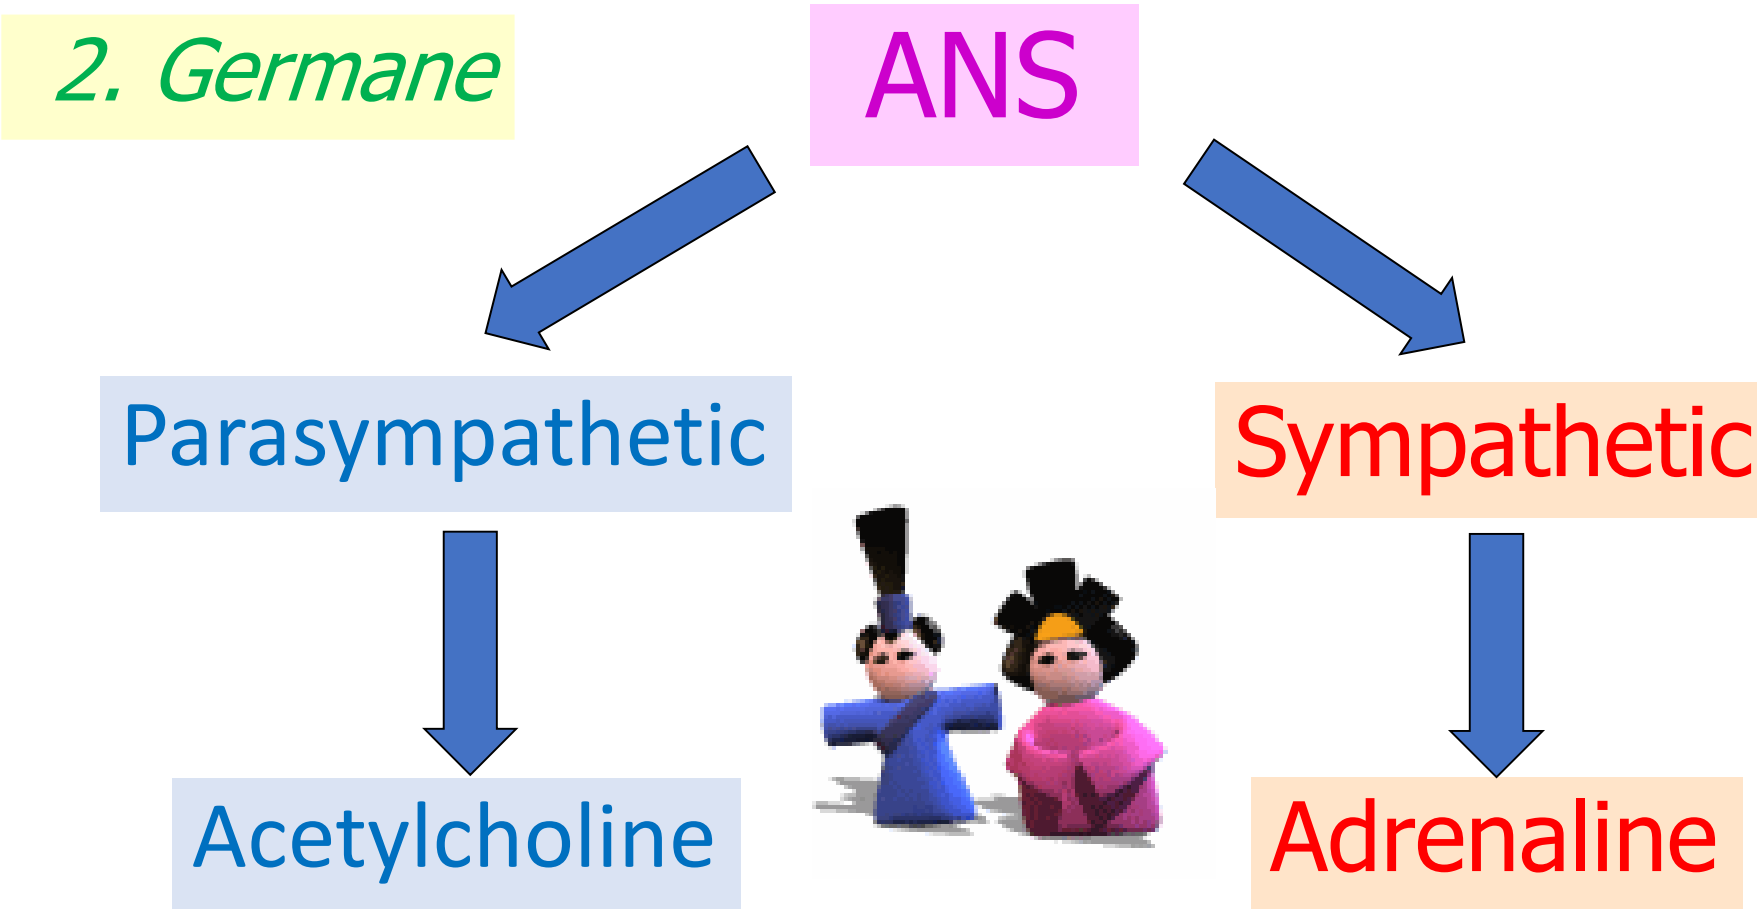 2. Germane
ANS
Parasympathetic
Sympathetic
Acetylcholine
Adrenaline